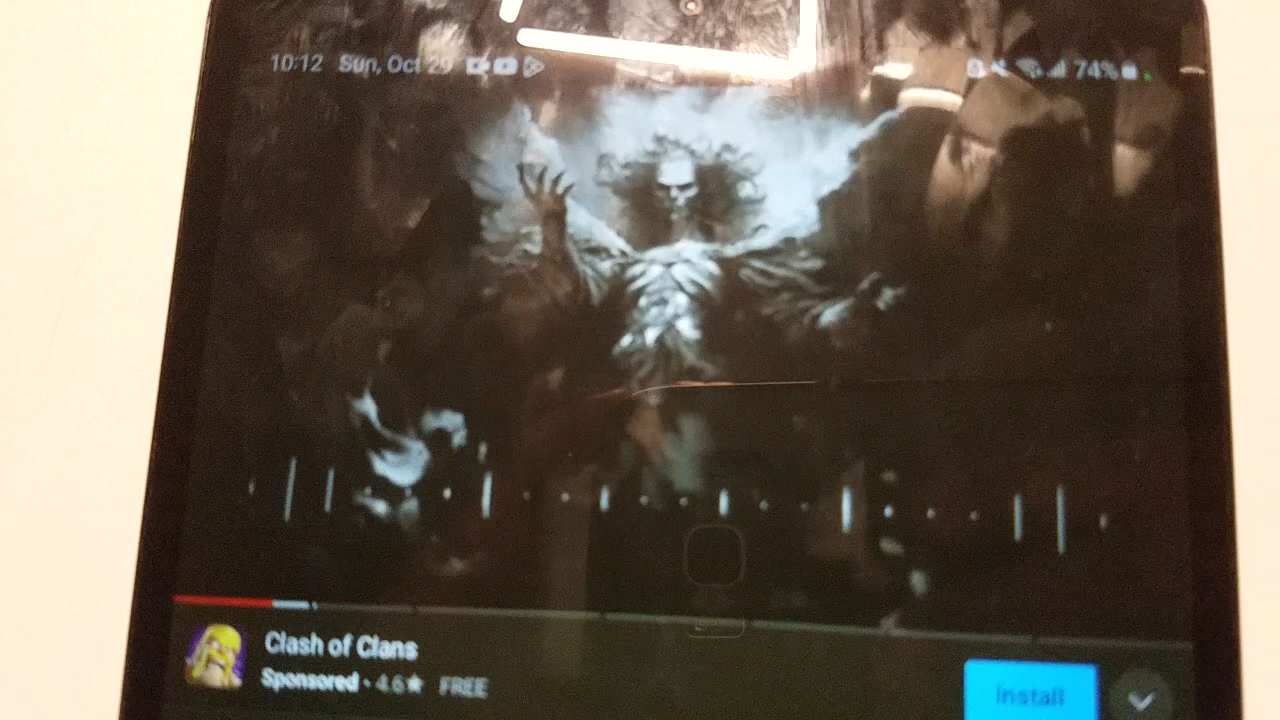 10:12 Sun, Oct 29 74%
Clash of Clans
Sponsored • 4.6★ FREE
Install